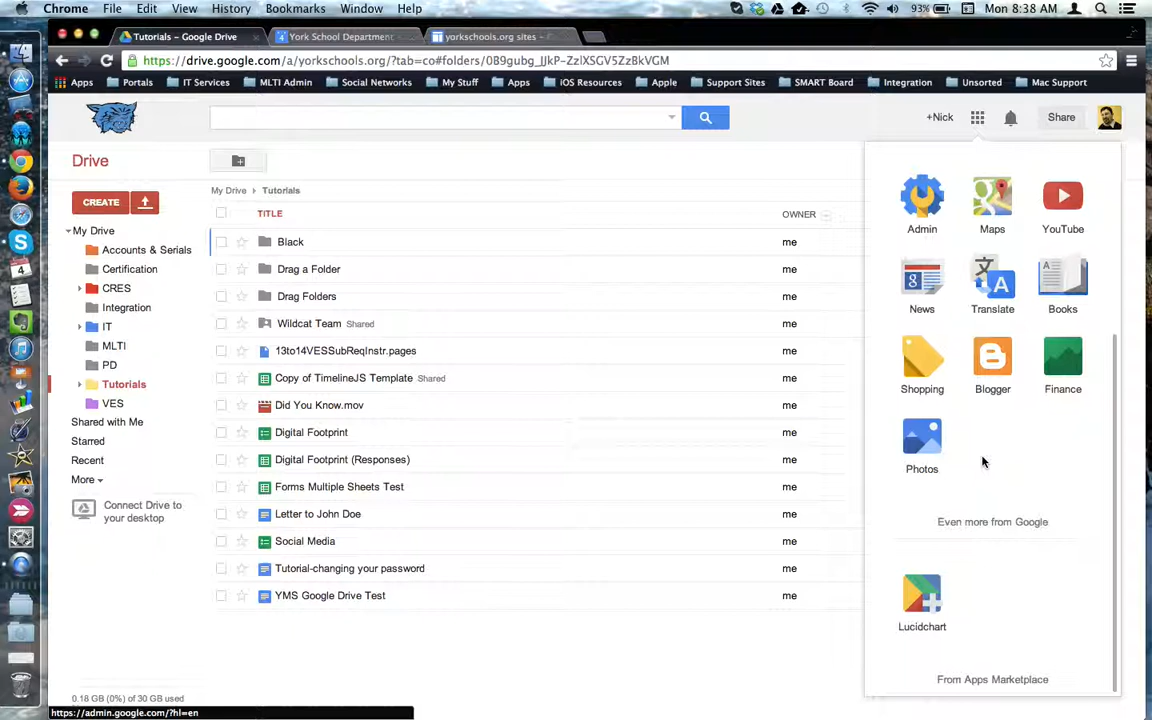 Chrome File Edit View History Bookmarks Window Help 93% Mon 8:38 AM
Tutorials – Google Drive York School Department yorkschools.org sites –
https://drive.google.com/a/yorkschools.org/?tab=co#folders/
Apps Portals IT Services MLTI Admin Social Networks My Stuff Apps iOS Resources Apple Support Sites SMART Board Integration Unsorted Mac Support
+Nick Share
Drive
CREATE
My Drive
Accounts & Serials
Certification
CRES
Integration
IT
MLTI
PD
Tutorials
VES
Shared with Me
Starred
Recent
More
Connect Drive to
your desktop
0.18 GB (0%) of 30 GB used
https://admin.google.com/?hl=en
My Drive Tutorials
TITLE OWNER
Black me
Drag a Folder me
Drag Folders me
Wildcat Team Shared me
13to14VESSubReqInstr.pages me
Copy of TimelineJS Template Shared me
Did You Know.mov me
Digital Footprint me
Digital Footprint (Responses) me
Forms Multiple Sheets Test me
Letter to John Doe me
Social Media me
Tutorial-changing your password me
YMS Google Drive Test me
Admin Maps YouTube
News Translate Books
Shopping Blogger Finance
Photos
Even more from Google
Lucidchart
From Apps Marketplace